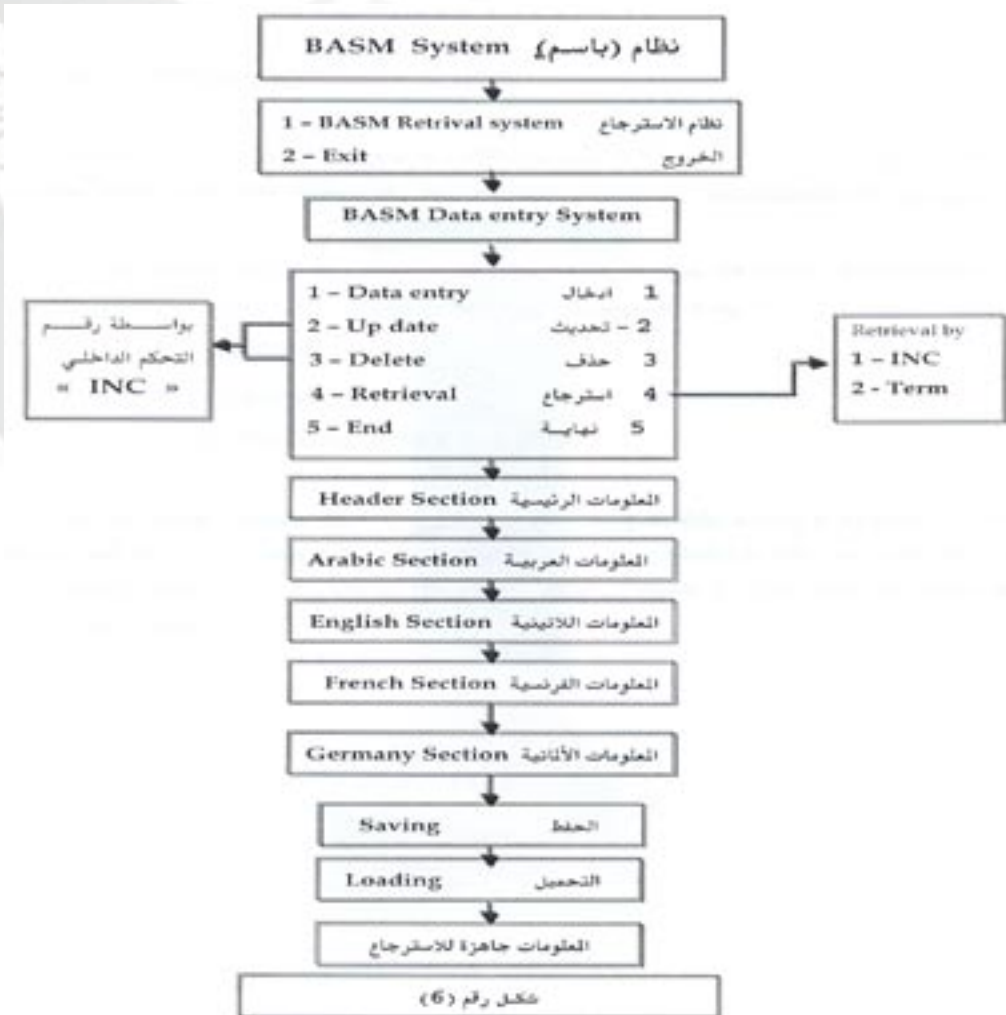 BASM System نظام (باسم)
1 – BASM Retrival system نظام الاسترجاع
2 – Exit الخروج
BASM Data entry System
1 – Data entry ادخال 1
2 – Up date تحديث - 2
3 – Delete حذف 3
4 – Retrieval استرجاع 4
5 – End نهاية 5
بواسطة رقم
التحكم الداخلي
« INC »
Retrieval by
1 – INC
2 - Term
Header Section المعلومات الرئيسية
Arabic Section المعلومات العربية
English Section المعلومات اللاتينية
French Section المعلومات الفرنسية
Germany Section المعلومات الألمانية
Saving الحفظ
Loading التحميل
المعلومات جاهزة للاسترجاع
شكل رقم (6)